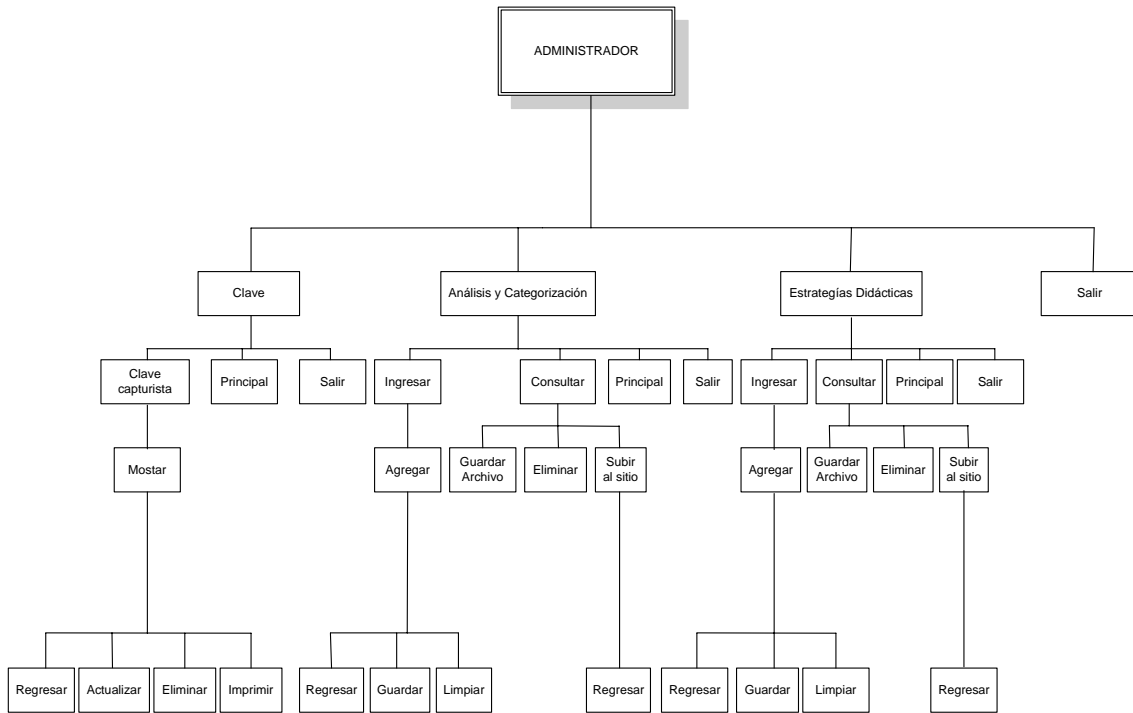 ADMINISTRADOR
Clave
Análisis y Categorización
Estrategías Didácticas
Salir
Clave
capturista
Principal
Salir
Ingresar
Consultar
Principal
Salir
Ingresar
Consultar
Principal
Salir
Mostar
Agregar
Guardar
Archivo
Eliminar
Subir
al sitio
Agregar
Guardar
Archivo
Eliminar
Subir
al sitio
Regresar
Actualizar
Eliminar
Imprimir
Regresar
Guardar
Limpiar
Regresar
Regresar
Guardar
Limpiar
Regresar